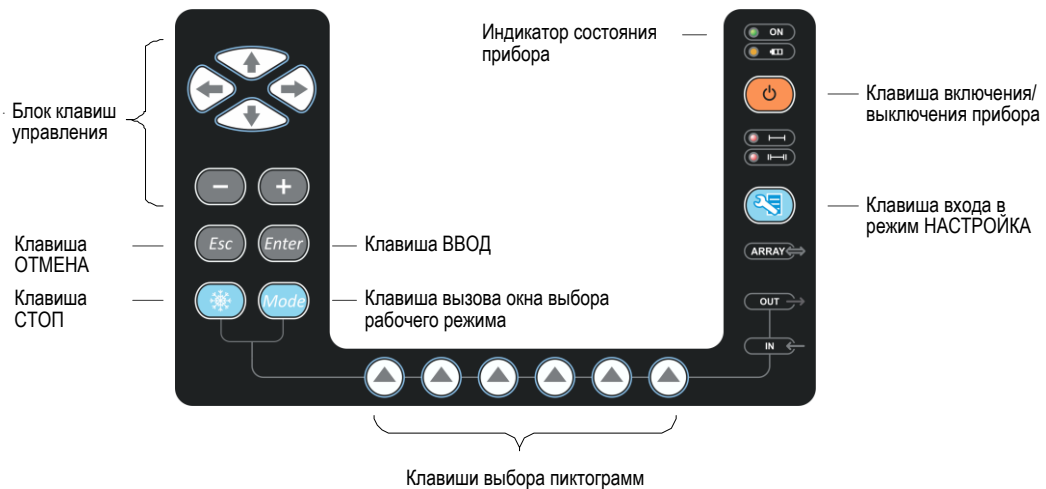 Индикатор состояния
прибора
ON
Клавиша включения/
выключения прибора
Блок клавиш
управления
Клавиша входа в
режим НАСТРОЙКА
Клавиша
ОТМЕНА
Esc
Enter
Клавиша ВВОД
ARRAY
Клавиша
СТОП
Mode
Клавиша вызова окна выбора
рабочего режима
OUT
IN
Клавиши выбора пиктограмм